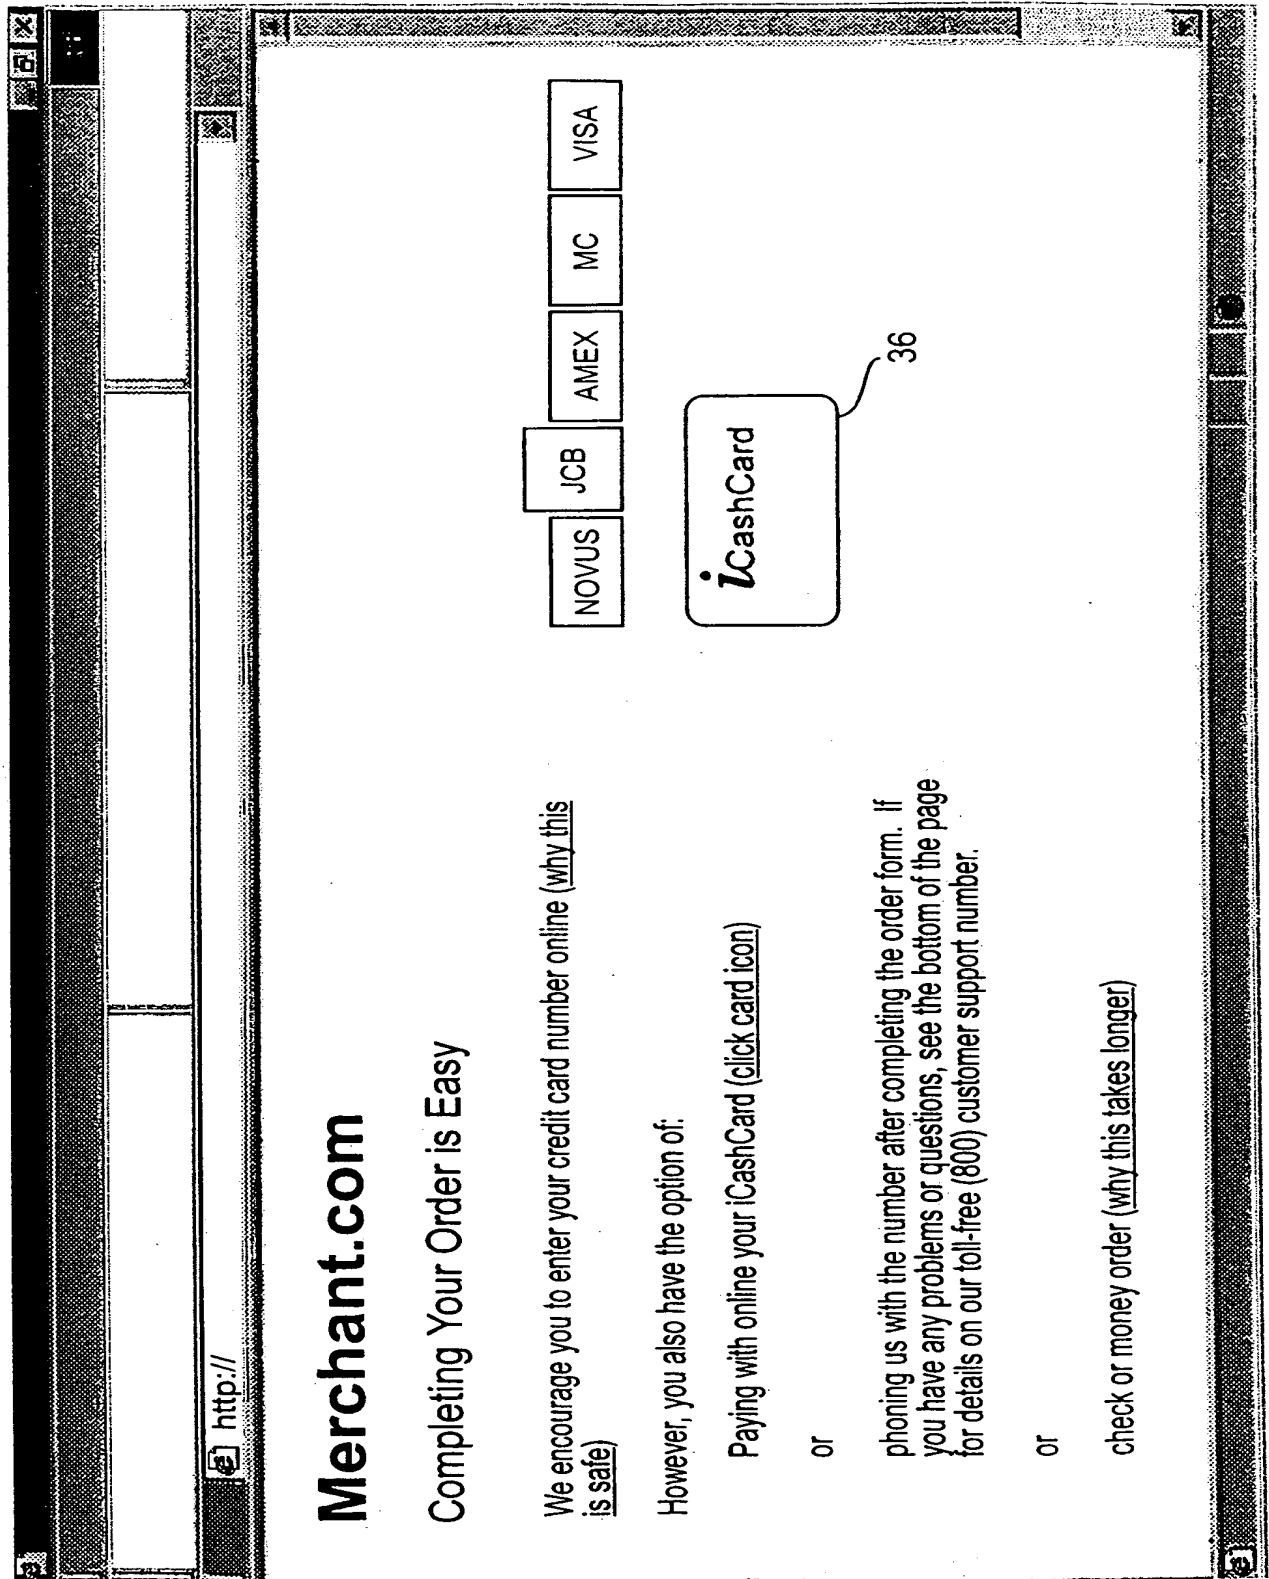 http://
Merchant.com
Completing Your Order is Easy
We encourage you to enter your credit card number online (why this
is safe)
NOVUS
JCB
AMEX
MC
VISA
However, you also have the option of:
Paying with online your iCashCard (click card icon)
iCashCard
36
or
phoning us with the number after completing the order form. If
you have any problems or questions, see the bottom of the page
for details on our toll-free (800) customer support number.
or
check or money order (why this takes longer)